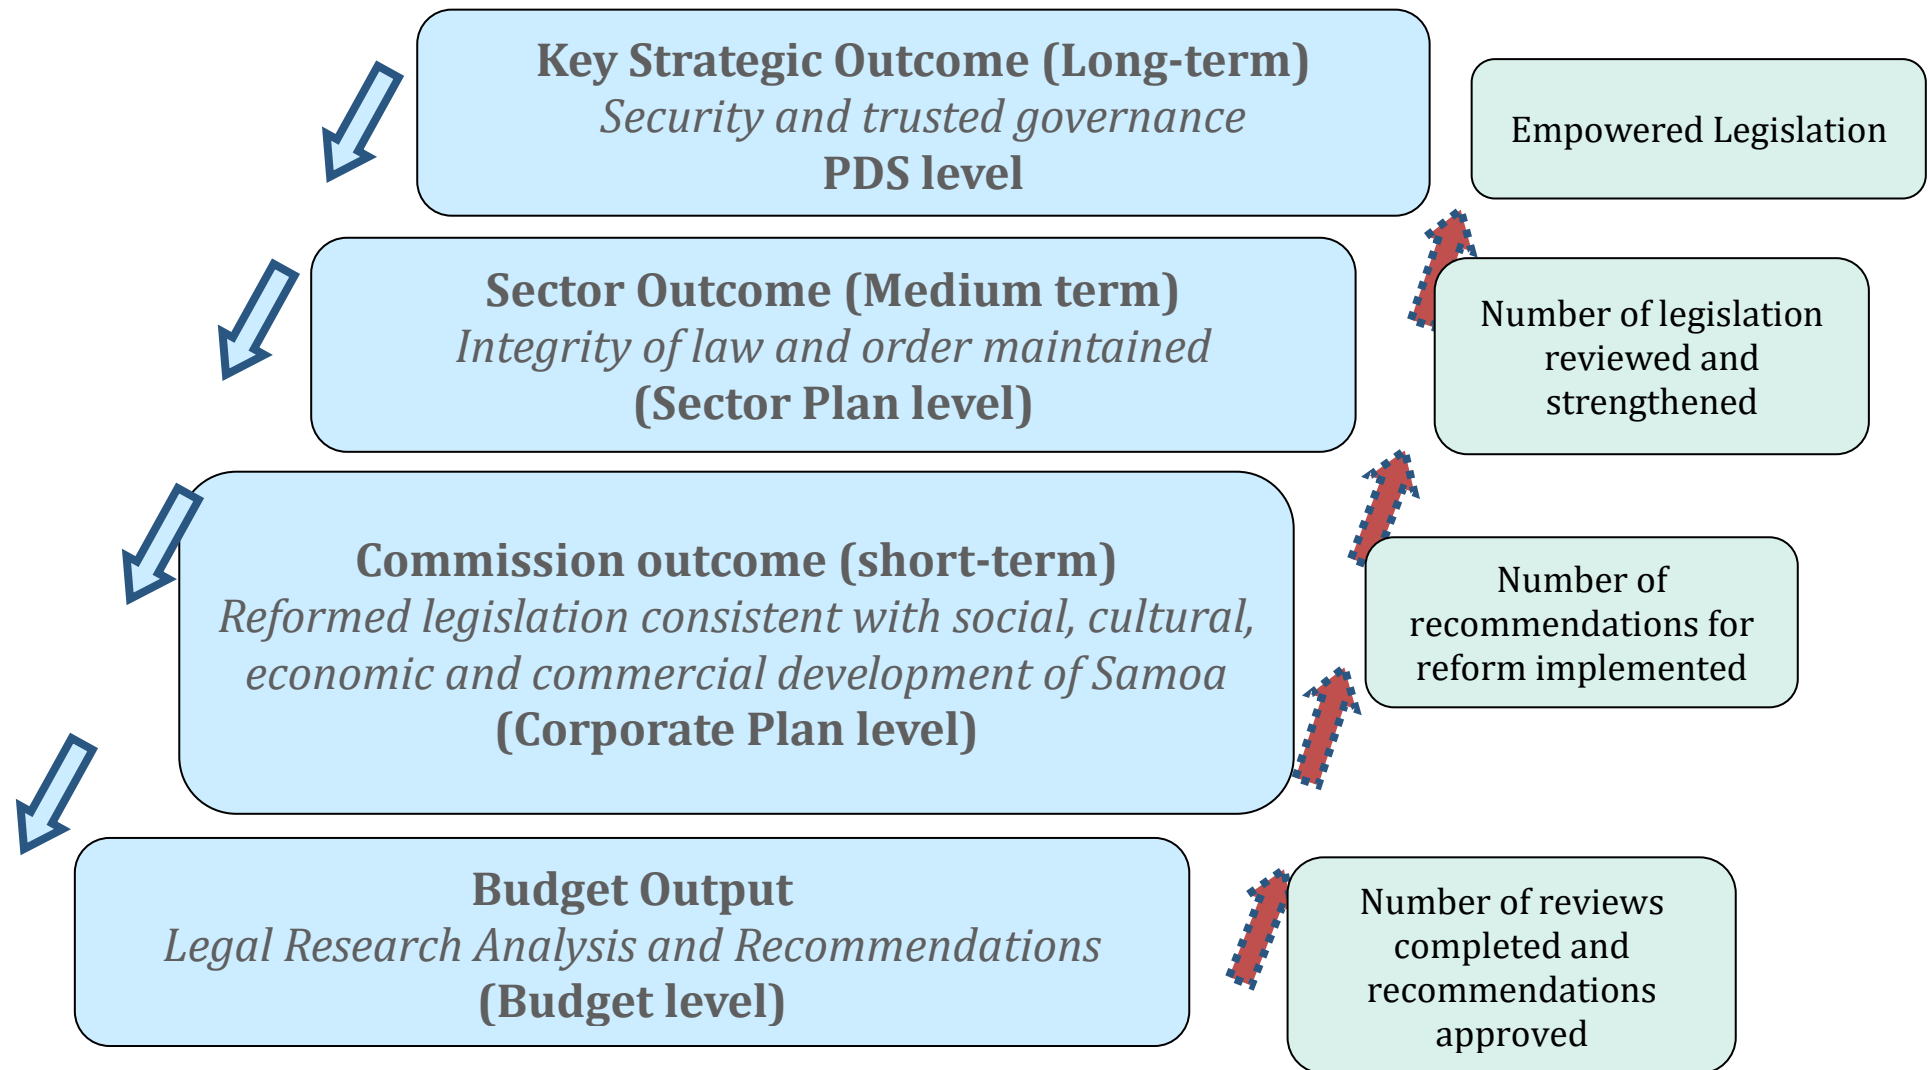 Key Strategic Outcome (Long-term)
Security and trusted governance
PDS level
Empowered Legislation
Sector Outcome (Medium term)
Integrity of law and order maintained
(Sector Plan level)
Number of legislation
reviewed and
strengthened
Commission outcome (short-term)
Reformed legislation consistent with social, cultural,
economic and commercial development of Samoa
(Corporate Plan level)
Number of
recommendations for
reform implemented
Budget Output
Legal Research Analysis and Recommendations
(Budget level)
Number of reviews
completed and
recommendations
approved